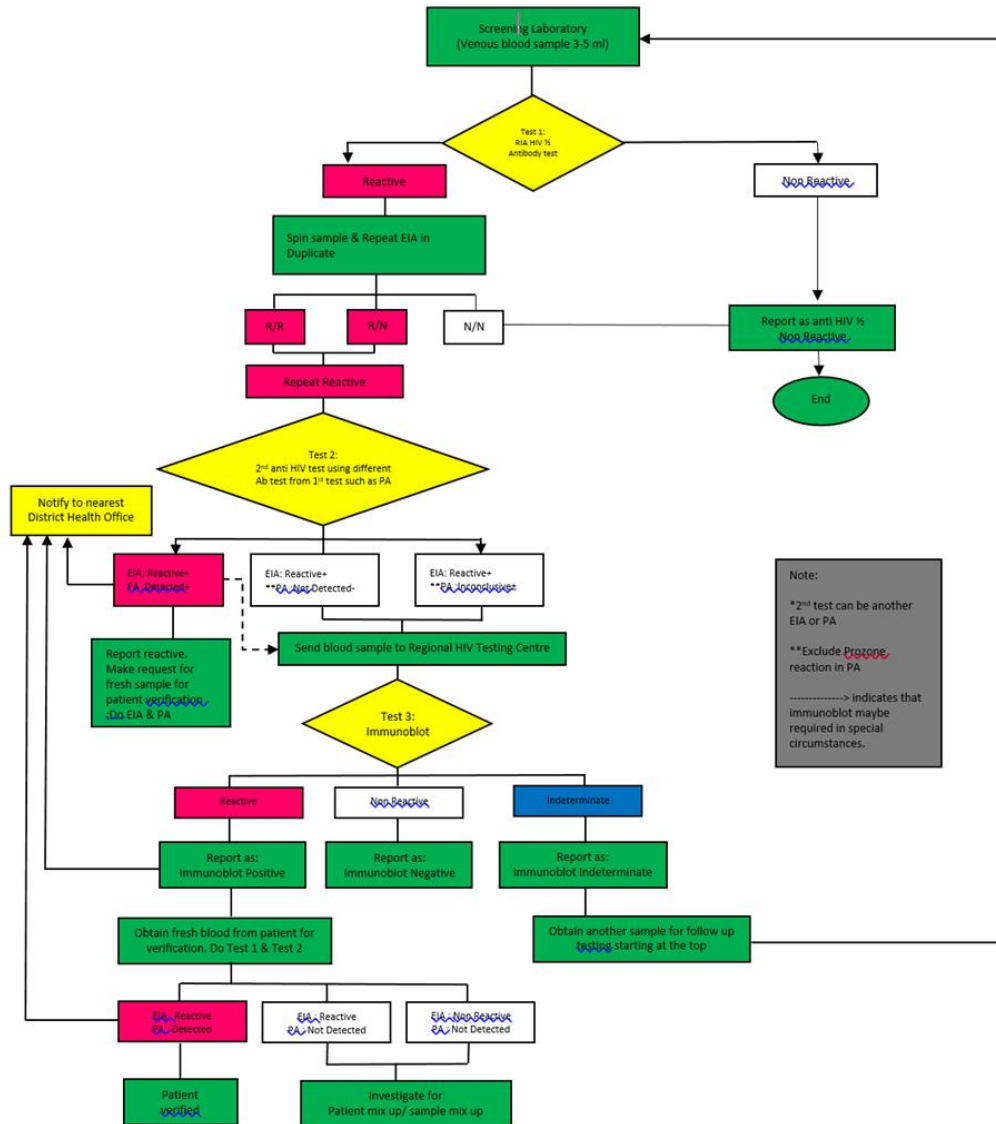 Screening Laboratory
(Venous blood sample 3-5 ml)
Test 1:
RIA HIV ½
Antibody test
Reactive
Non Reactive
Spin sample & Repeat EIA in
Duplicate
R/R
R/N
N/N
Report as anti HIV ½
Non Reactive
End
Repeat Reactive
Test 2:
2nd anti HIV test using different
Ab test from 1st test such as PA
Notify to nearest
District Health Office
EIA: Reactive+
PA :Detected+
EIA: Reactive+
**PA :Not Detected-
EIA: Reactive+
**PA :Inconclusive±
Report reactive.
Make request for
fresh sample for
patient verification
:Do EIA & PA
Send blood sample to Regional HIV Testing Centre
Note:
*2nd test can be another
EIA or PA
**Exclude Prozone
reaction in PA
--------------> indicates that
immunoblot maybe
required in special
circumstances.
Test 3:
Immunoblot
Reactive
Non Reactive
Indeterminate
Report as:
Immunoblot Positive
Report as:
Immunoblot Negative
Report as:
Immunoblot Indeterminate
Obtain fresh blood from patient for
verification. Do Test 1 & Test 2
Obtain another sample for follow up
testing starting at the top
EIA : Reactive
PA : Detected
EIA : Reactive
PA : Not Detected
EIA : Non Reactive
PA : Not Detected
Patient
verified
Investigate for
Patient mix up/ sample mix up